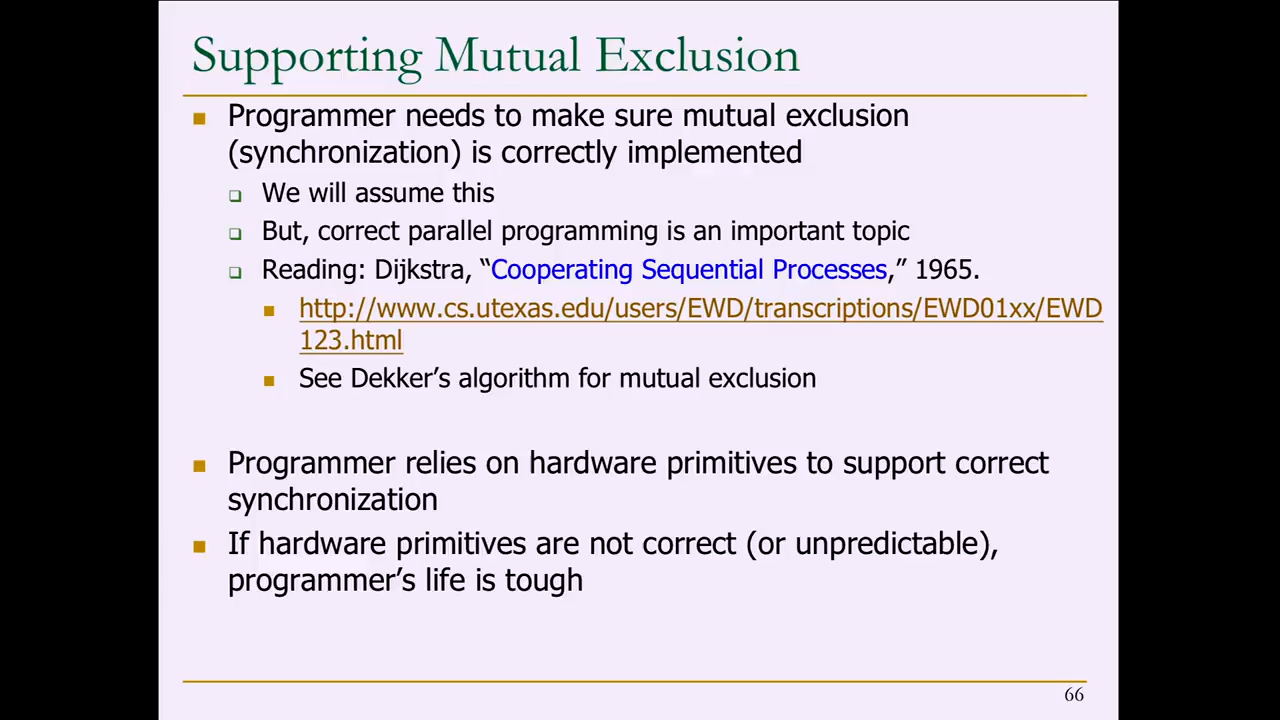 Supporting Mutual Exclusion
Programmer needs to make sure mutual exclusion
(synchronization) is correctly implemented
We will assume this
But, correct parallel programming is an important topic
Reading: Dijkstra, “Cooperating Sequential Processes,” 1965.
http://www.cs.utexas.edu/users/EWD/transcriptions/EWD01xx/EWD
123.html
See Dekker’s algorithm for mutual exclusion
Programmer relies on hardware primitives to support correct
synchronization
If hardware primitives are not correct (or unpredictable),
programmer’s life is tough
66